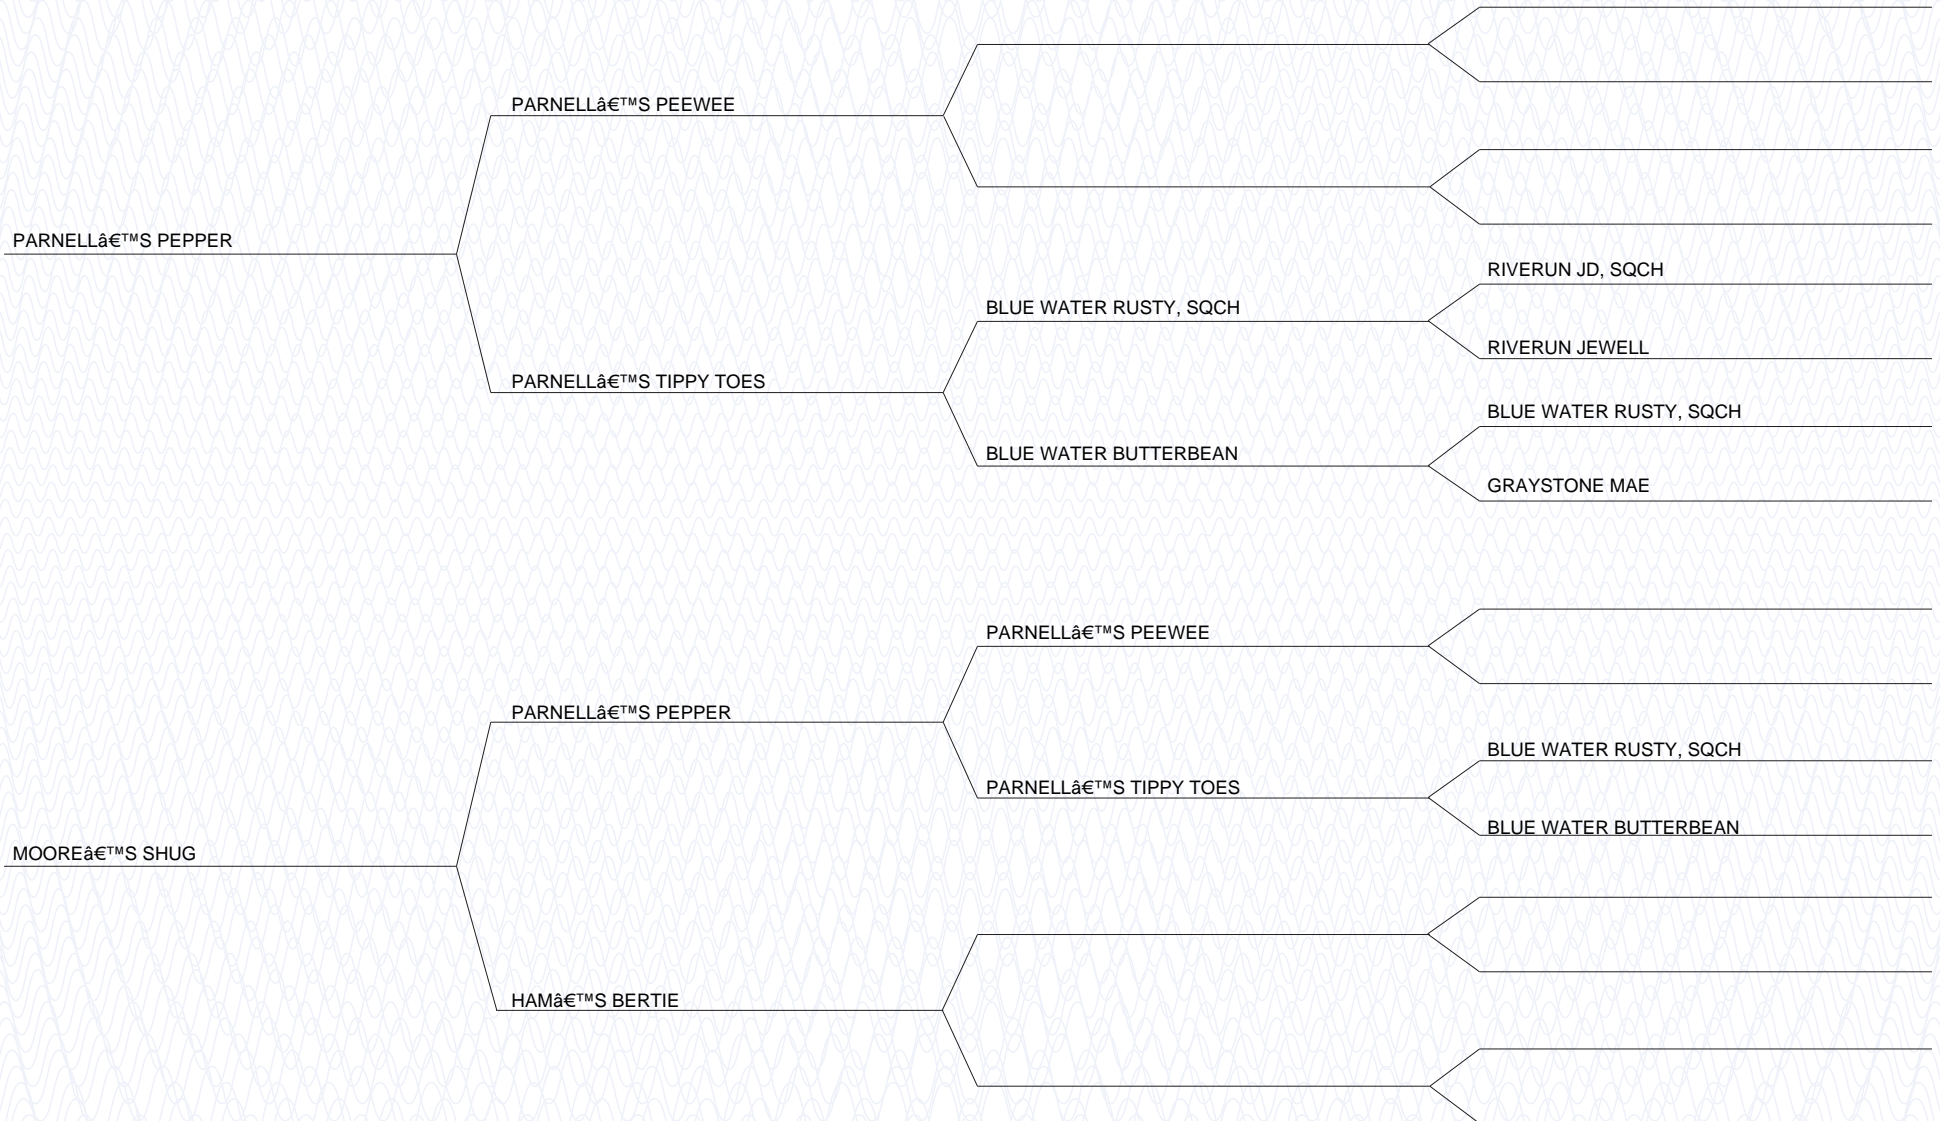 PARNELLâ€™S PEEWEE
PARNELLâ€™S PEPPER
RIVERUN JD, SQCH
BLUE WATER RUSTY, SQCH
RIVERUN JEWELL
PARNELLâ€™S TIPPY TOES
BLUE WATER RUSTY, SQCH
BLUE WATER BUTTERBEAN
GRAYSTONE MAE
PARNELLâ€™S PEEWEE
PARNELLâ€™S PEPPER
BLUE WATER RUSTY, SQCH
PARNELLâ€™S TIPPY TOES
BLUE WATER BUTTERBEAN
MOOREâ€™S SHUG
HAMâ€™S BERTIE